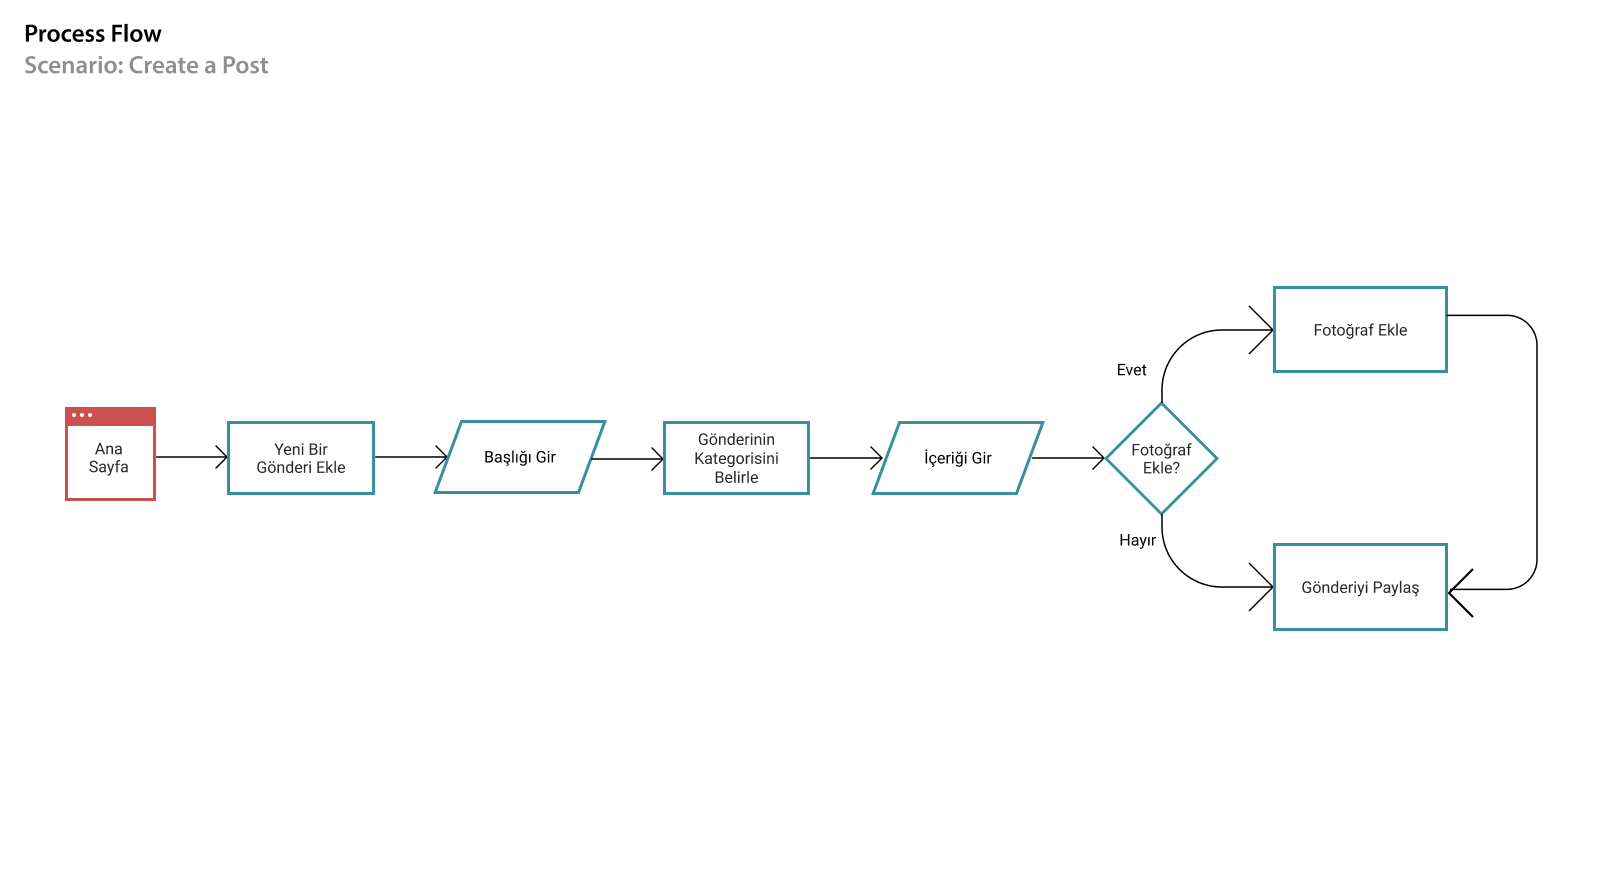 Process Flow
Scenario: Create a Post
Ana
Sayfa
Yeni Bir
Gönderi Ekle
Başlığı Gir
Gönderinin
Kategorisini
Belirle
İçeriği Gir
Fotoğraf
Ekle?
Evet
Fotoğraf Ekle
Hayır
Gönderiyi Paylaş